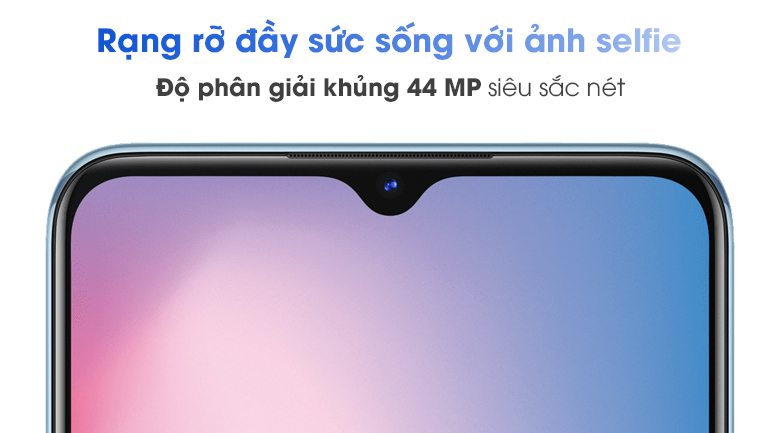 Rạng rỡ đầy sức sống với ảnh selfie
Độ phân giải khủng 44 MP siêu sắc nét